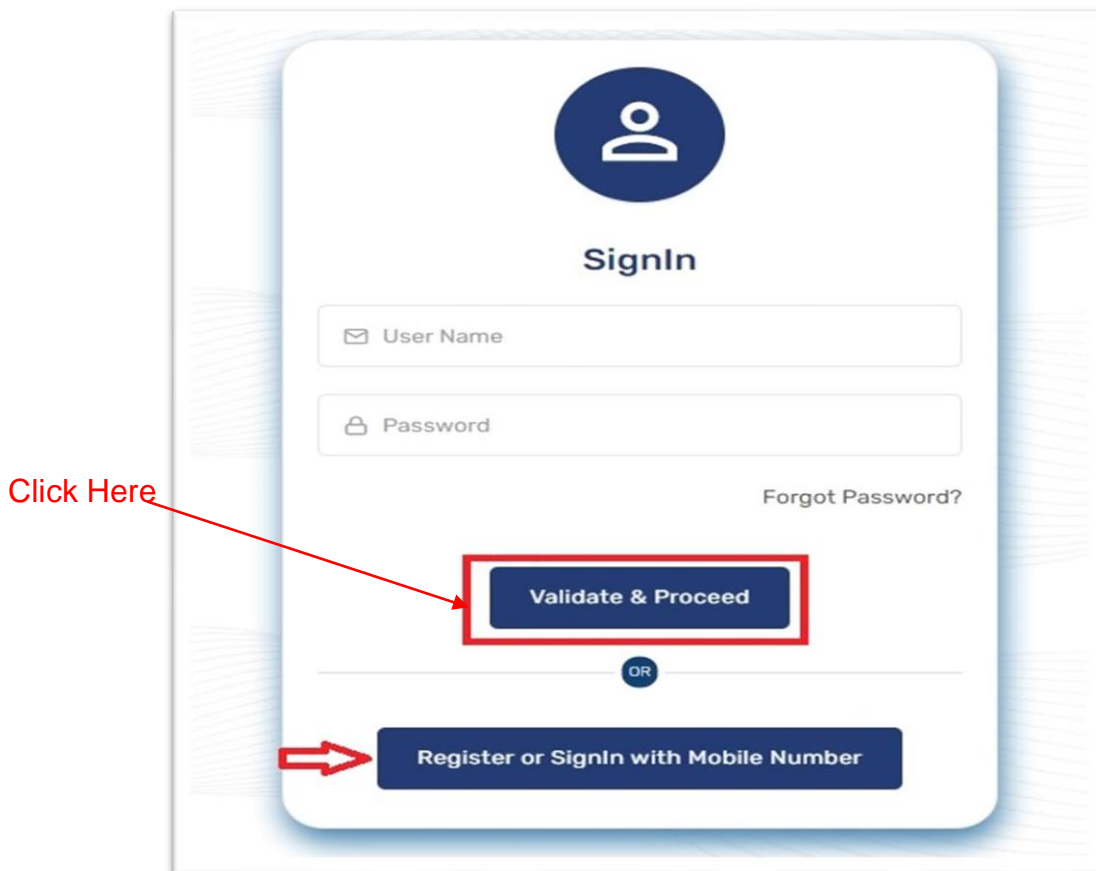 SignIn
User Name
Password
Click Here
Forgot Password?
Validate & Proceed
OR
Register or SignIn with Mobile Number